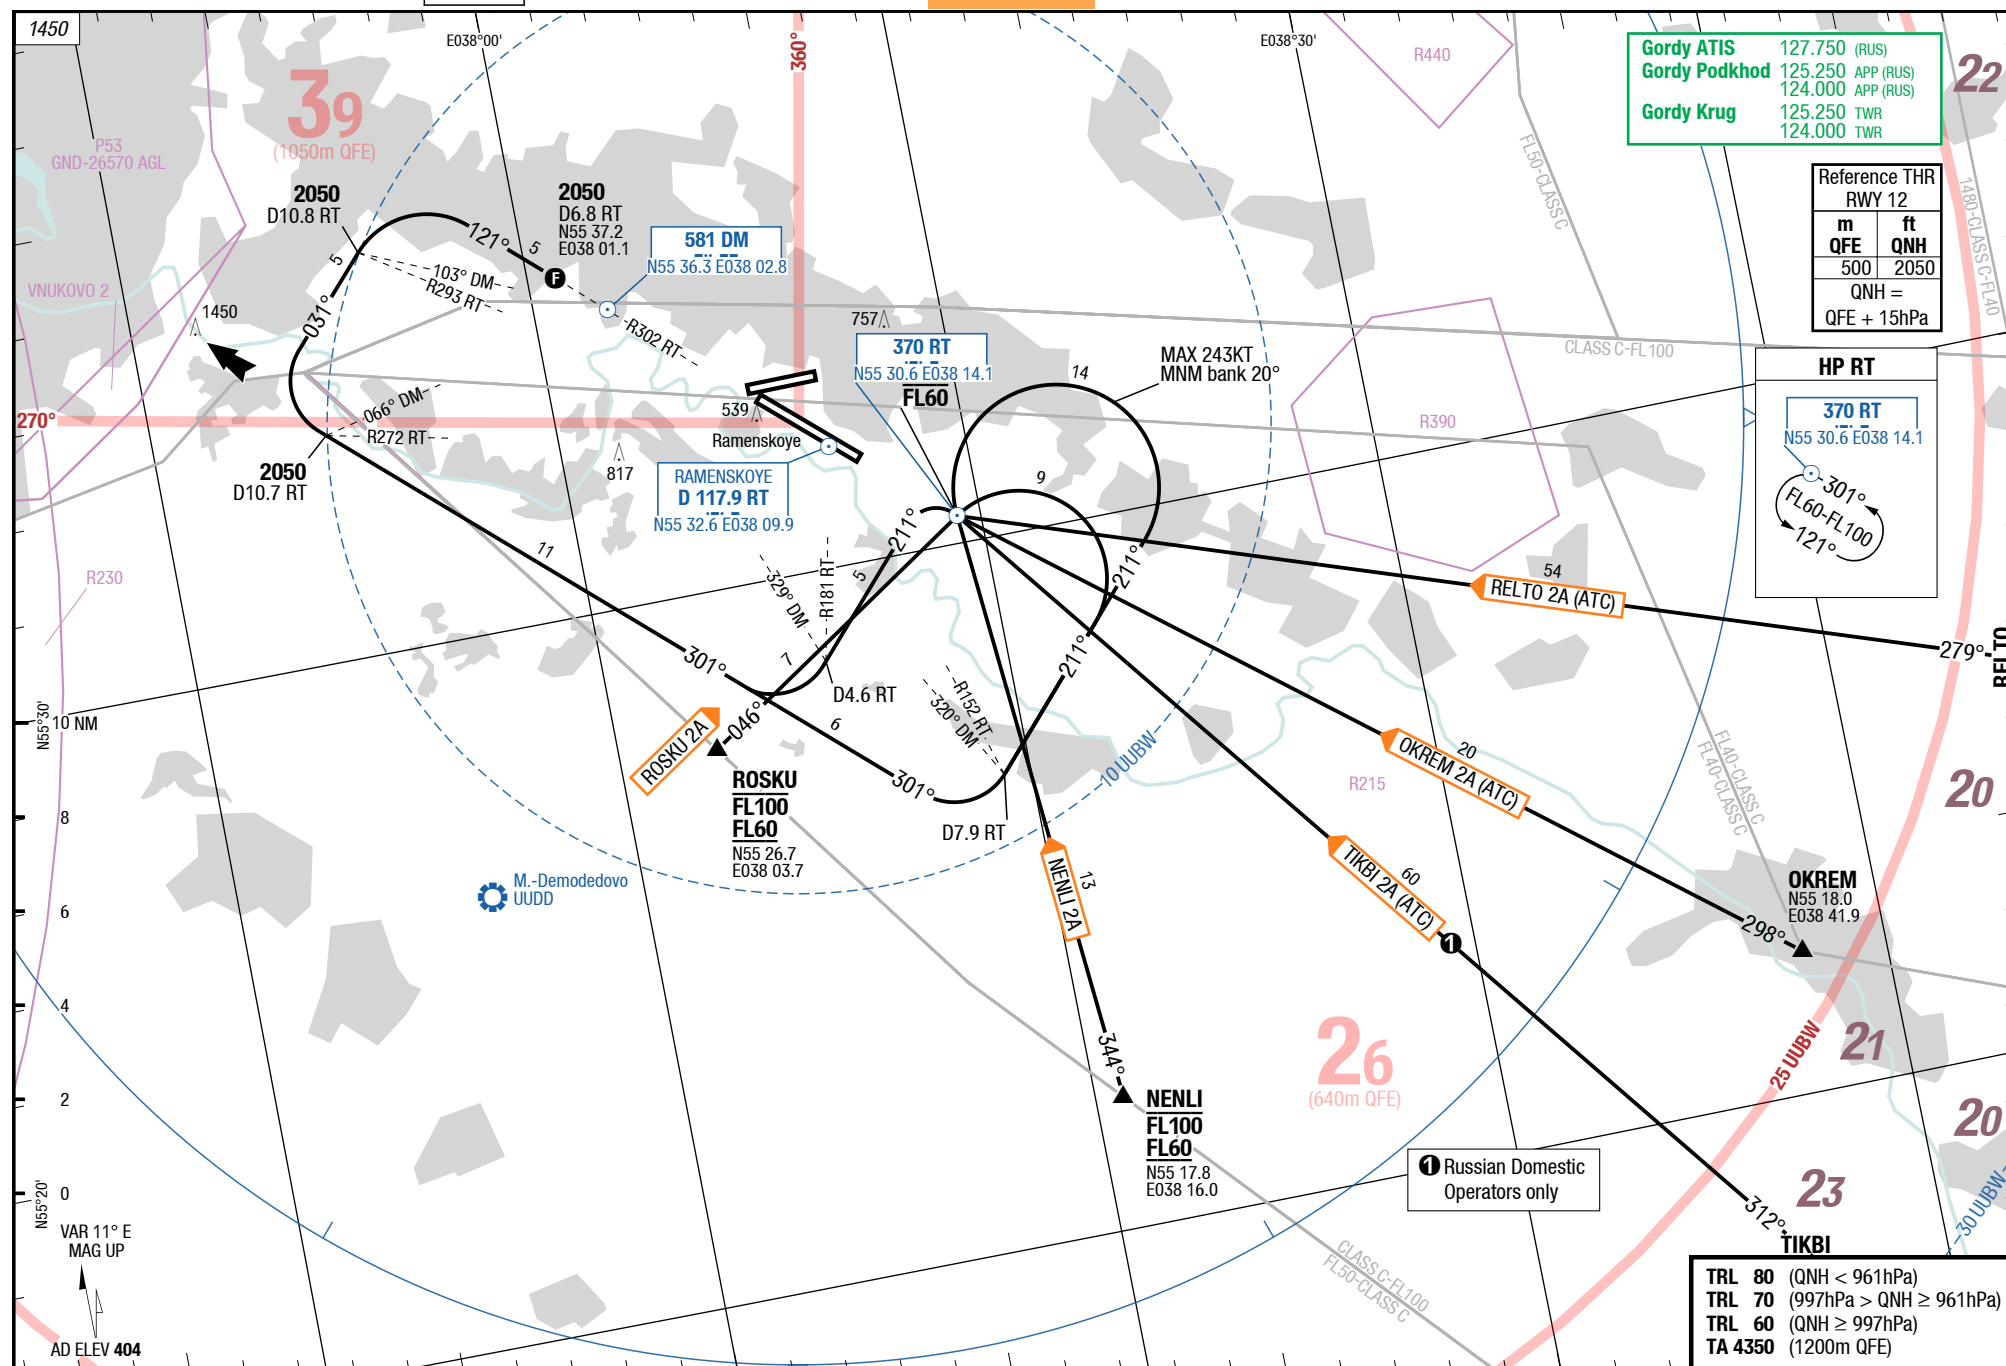 1450
E038°00'
360°
E038°30'
R440
39
(1050m QFE)
P53
GND-26570 AGL
Gordy ATIS 127.750 (RUS)
Gordy Podkhod 125.250 APP (RUS)
124.000 APP (RUS)
Gordy Krug 125.250 TWR
124.000 TWR
22
FL50-CLASS C
1480-CLASS C-FL40
Reference THR
RWY 12
m ft
QFE QNH
500 2050
QNH =
QFE + 15hPa
2050
D10.8 RT
2050
D6.8 RT
N55 37.2
E038 01.1
121°
5
F
581 DM
N55 36.3 E038 02.8
5
103° DM
R293 RT
031°
R302 RT
VNUKOVO 2
1450
757
370 RT
N55 30.6 E038 14.1
FL60
MAX 243KT
MNM bank 20°
14
CLASS C-FL100
HP RT
370 RT
N55 30.6 E038 14.1
301°
FL60-FL100
121°
270°
066° DM
R272 RT
539
Ramenskoye
817
R390
2050
D10.7 RT
RAMENSKOYE
D 117.9 RT
N55 32.6 E038 09.9
9
211°
211°
211°
11
5
329° DM
R181 RT
R230
54
RELTO 2A (ATC)
279°
RELTO
301°
7
D4.6 RT
R152 RT
320° DM
6
046°
ROSKU 2A
N55°30'
10 NM
ROSKU
FL100
FL60
N55 26.7
E038 03.7
301°
D7.9 RT
10 UUBW
20
OKREM 2A (ATC)
R215
FL40-CLASS C
FL40-CLASS C
20
8
M.-Demodedovo
UUDD
6
13
NENLI 2A
60
TIKBI 2A (ATC)
1
OKREM
N55 18.0
E038 41.9
298°
4
344°
26
(640m QFE)
25 UUBW
21
2
NENLI
FL100
FL60
N55 17.8
E038 16.0
20
1 Russian Domestic
Operators only
23
0
N55°20'
312°
TIKBI
30 UUBW
VAR 11° E
MAG UP
AD ELEV 404
CLASS C-FL100
FL50-CLASS C
TRL 80 (QNH < 961hPa)
TRL 70 (997hPa > QNH ≥ 961hPa)
TRL 60 (QNH ≥ 997hPa)
TA 4350 (1200m QFE)